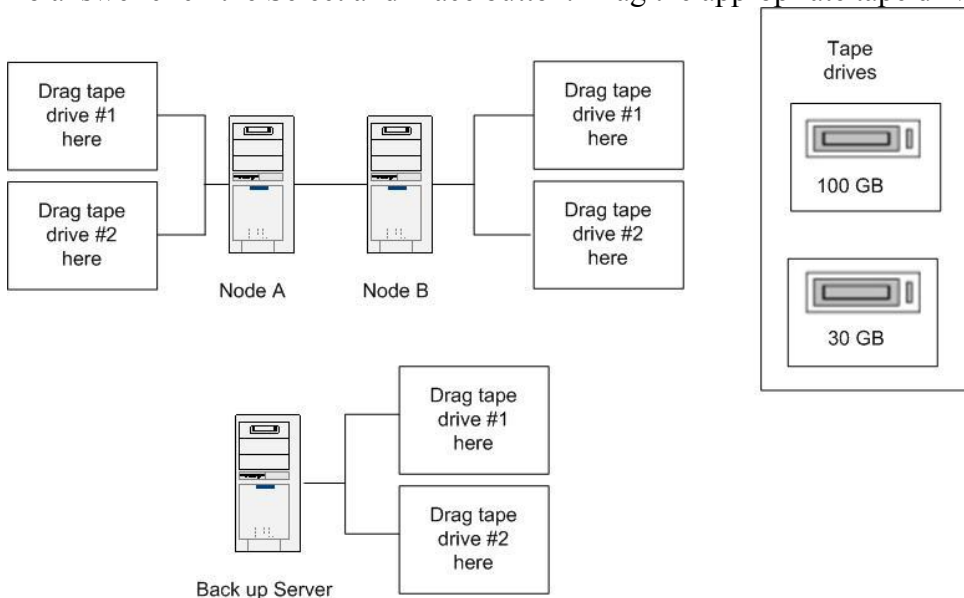 Drag tape
drive #1
here
Drag tape
drive #2
here
Node A
Node B
Drag tape
drive #1
here
Drag tape
drive #2
here
Tape
drives
100 GB
30 GB
Drag tape
drive #1
here
Drag tape
drive #2
here
Back up Server